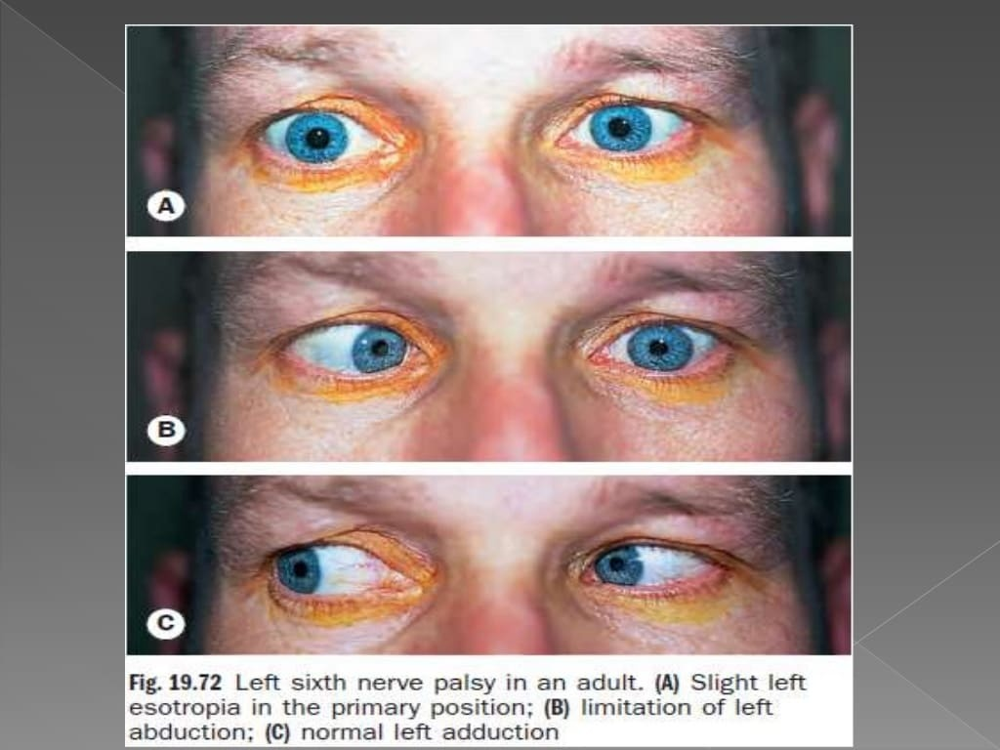 A
B
C
Fig. 19.72 Left sixth nerve palsy in an adult. (A) Slight left
esotropia in the primary position; (B) limitation of left
abduction; (C) normal left adduction